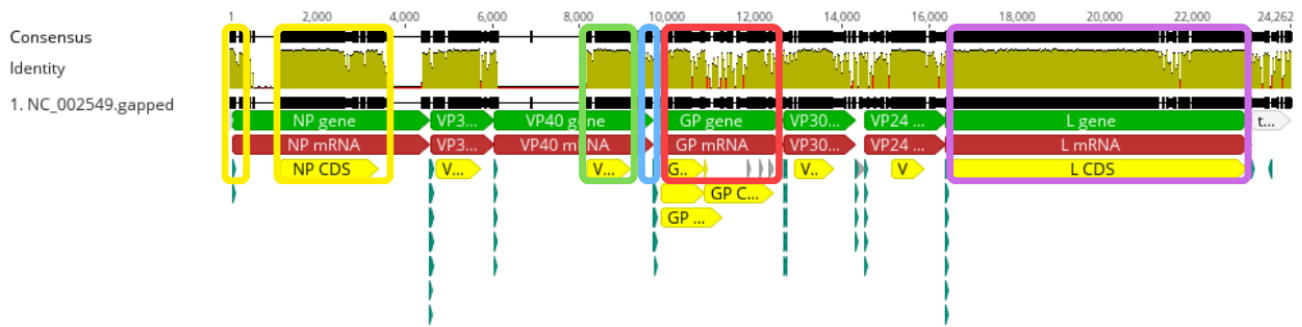 1 2,000 4,000 6,000 8,000 10,000 12,000 14,000 16,000 18,000 20,000 22,000 24,262
Consensus
Identity
1. NC_002549.gapped
NP gene VP3... VP40 gene GP gene VP30... VP24 ... L gene t...
NP mRNA VP3... VP40 mRNA GP mRNA VP30... VP24 ... L mRNA
NP CDS V... V... G.. V... V L CDS
GP C...
GP ...